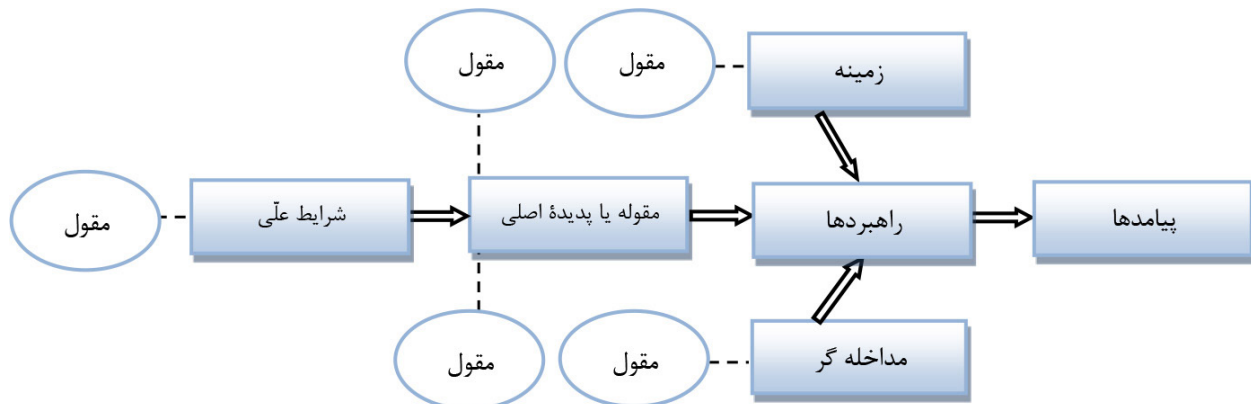 مقول
مقول
زمینه
مقول
شرایط علّی
مقوله یا پدیدهٔ اصلی
راهبردها
پیامدها
مقول
مقول
مداخله گر